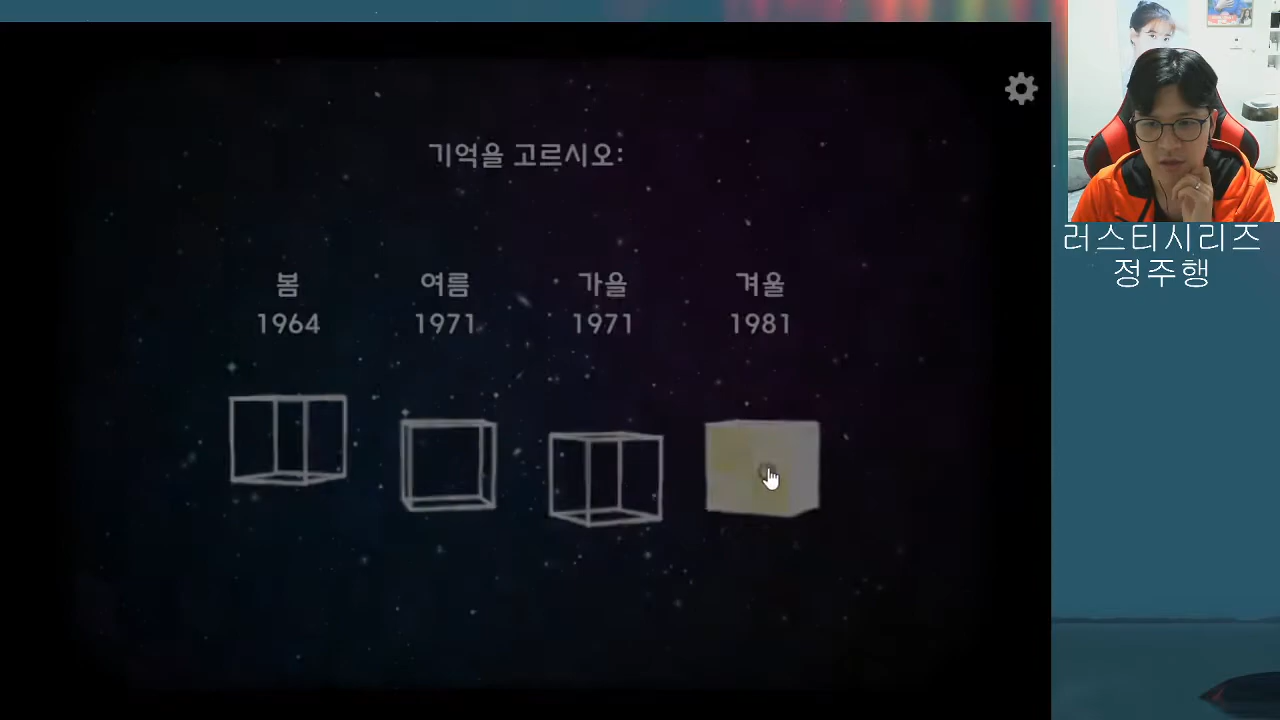 기억을 고르시오:
봄
1964
여름
1971
가을
1971
겨울
1981
러스티시리즈
정주행